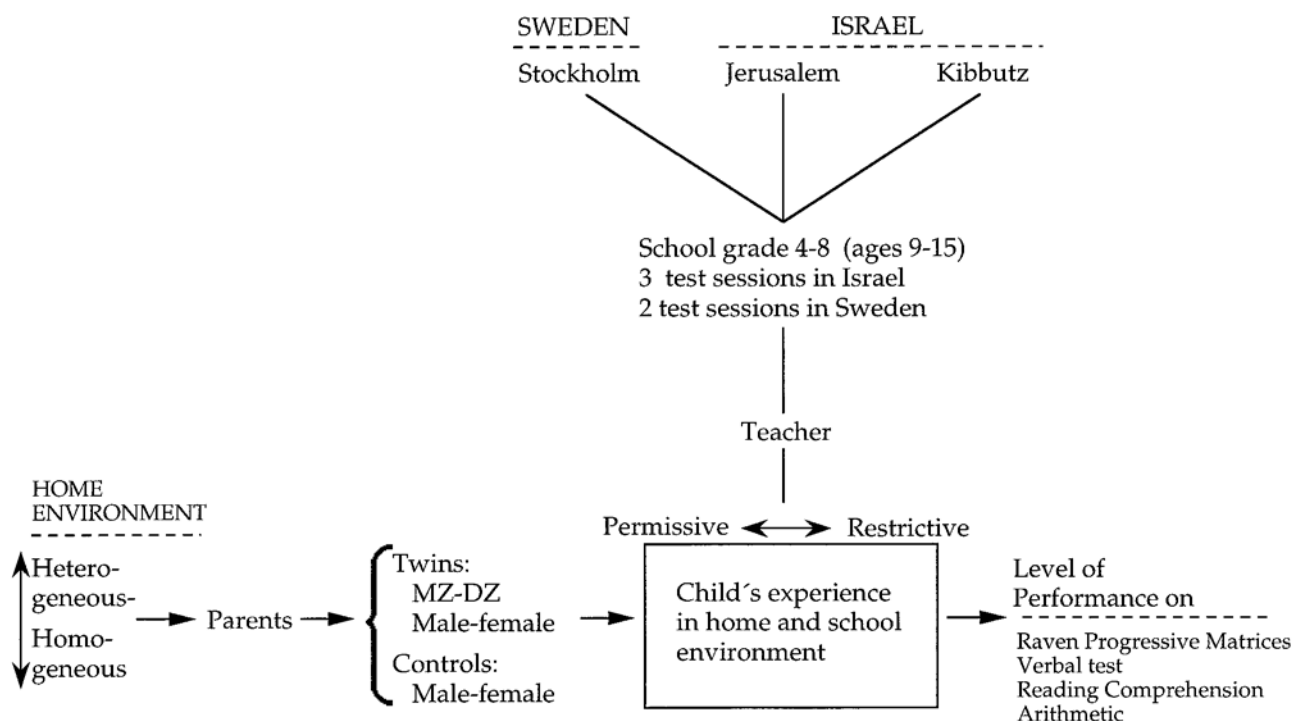 SWEDEN ISRAEL
Stockholm Jerusalem Kibbutz
School grade 4-8 (ages 9-15)
3 test sessions in Israel
2 test sessions in Sweden
Teacher
Permissive Restrictive
HOME
ENVIRONMENT
Hetero-
geneous-
Homo-
geneous
Parents
Twins:
MZ-DZ
Male-female
Controls:
Male-female
Child´s experience
in home and school
environment
Level of
Performance on
Raven Progressive Matrices
Verbal test
Reading Comprehension
Arithmetic